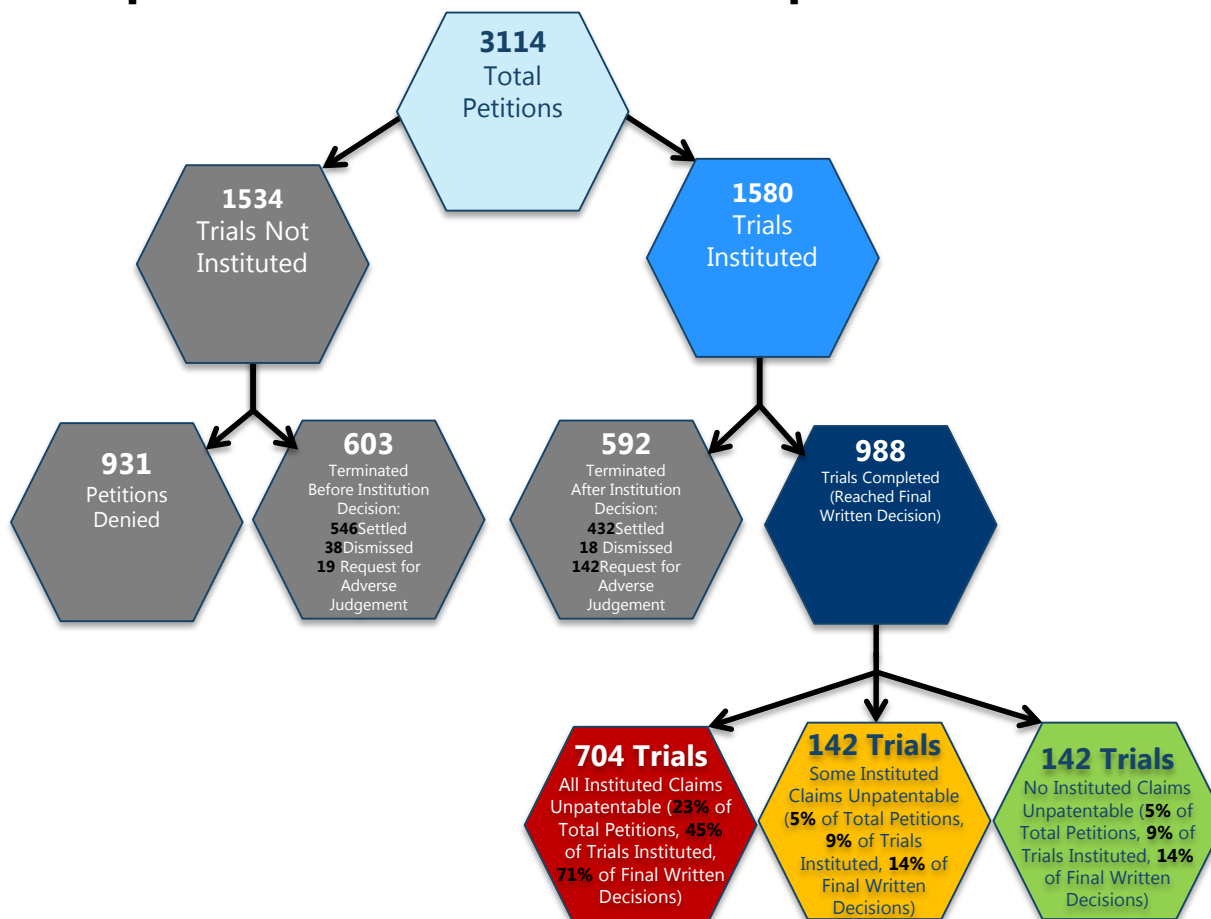 3114
Total
Petitions
1534
Trials Not
Instituted
1580
Trials
Instituted
931
Petitions
Denied
603
Terminated
Before Institution
Decision:
546Settled
38Dismissed
19 Request for
Adverse
Judgement
592
Terminated
After Institution
Decision:
432Settled
18 Dismissed
142Request for
Adverse
Judgement
988
Trials Completed
(Reached Final
Written Decision)
704 Trials
All Instituted Claims
Unpatentable (23% of
Total Petitions, 45%
of Trials Instituted,
71% of Final Written
Decisions)
142 Trials
Some Instituted
Claims Unpatentable
(5% of Total Petitions,
9% of Trials
Instituted, 14% of
Final Written
Decisions)
142 Trials
No Instituted Claims
Unpatentable (5% of
Total Petitions, 9% of
Trials Instituted, 14%
of Final Written
Decisions)